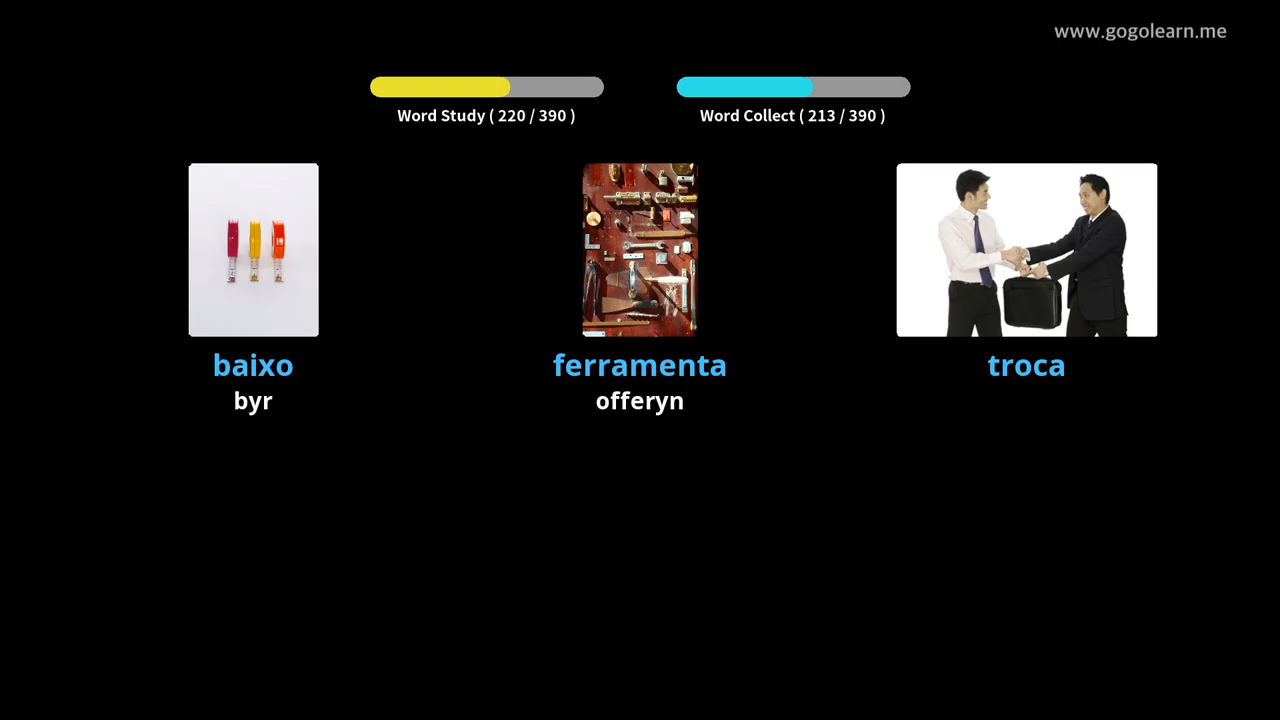 www.gogolearn.me
Word Study ( 220 / 390 )
Word Collect ( 213 / 390 )
baixo
byr
ferramenta
offeryn
troca